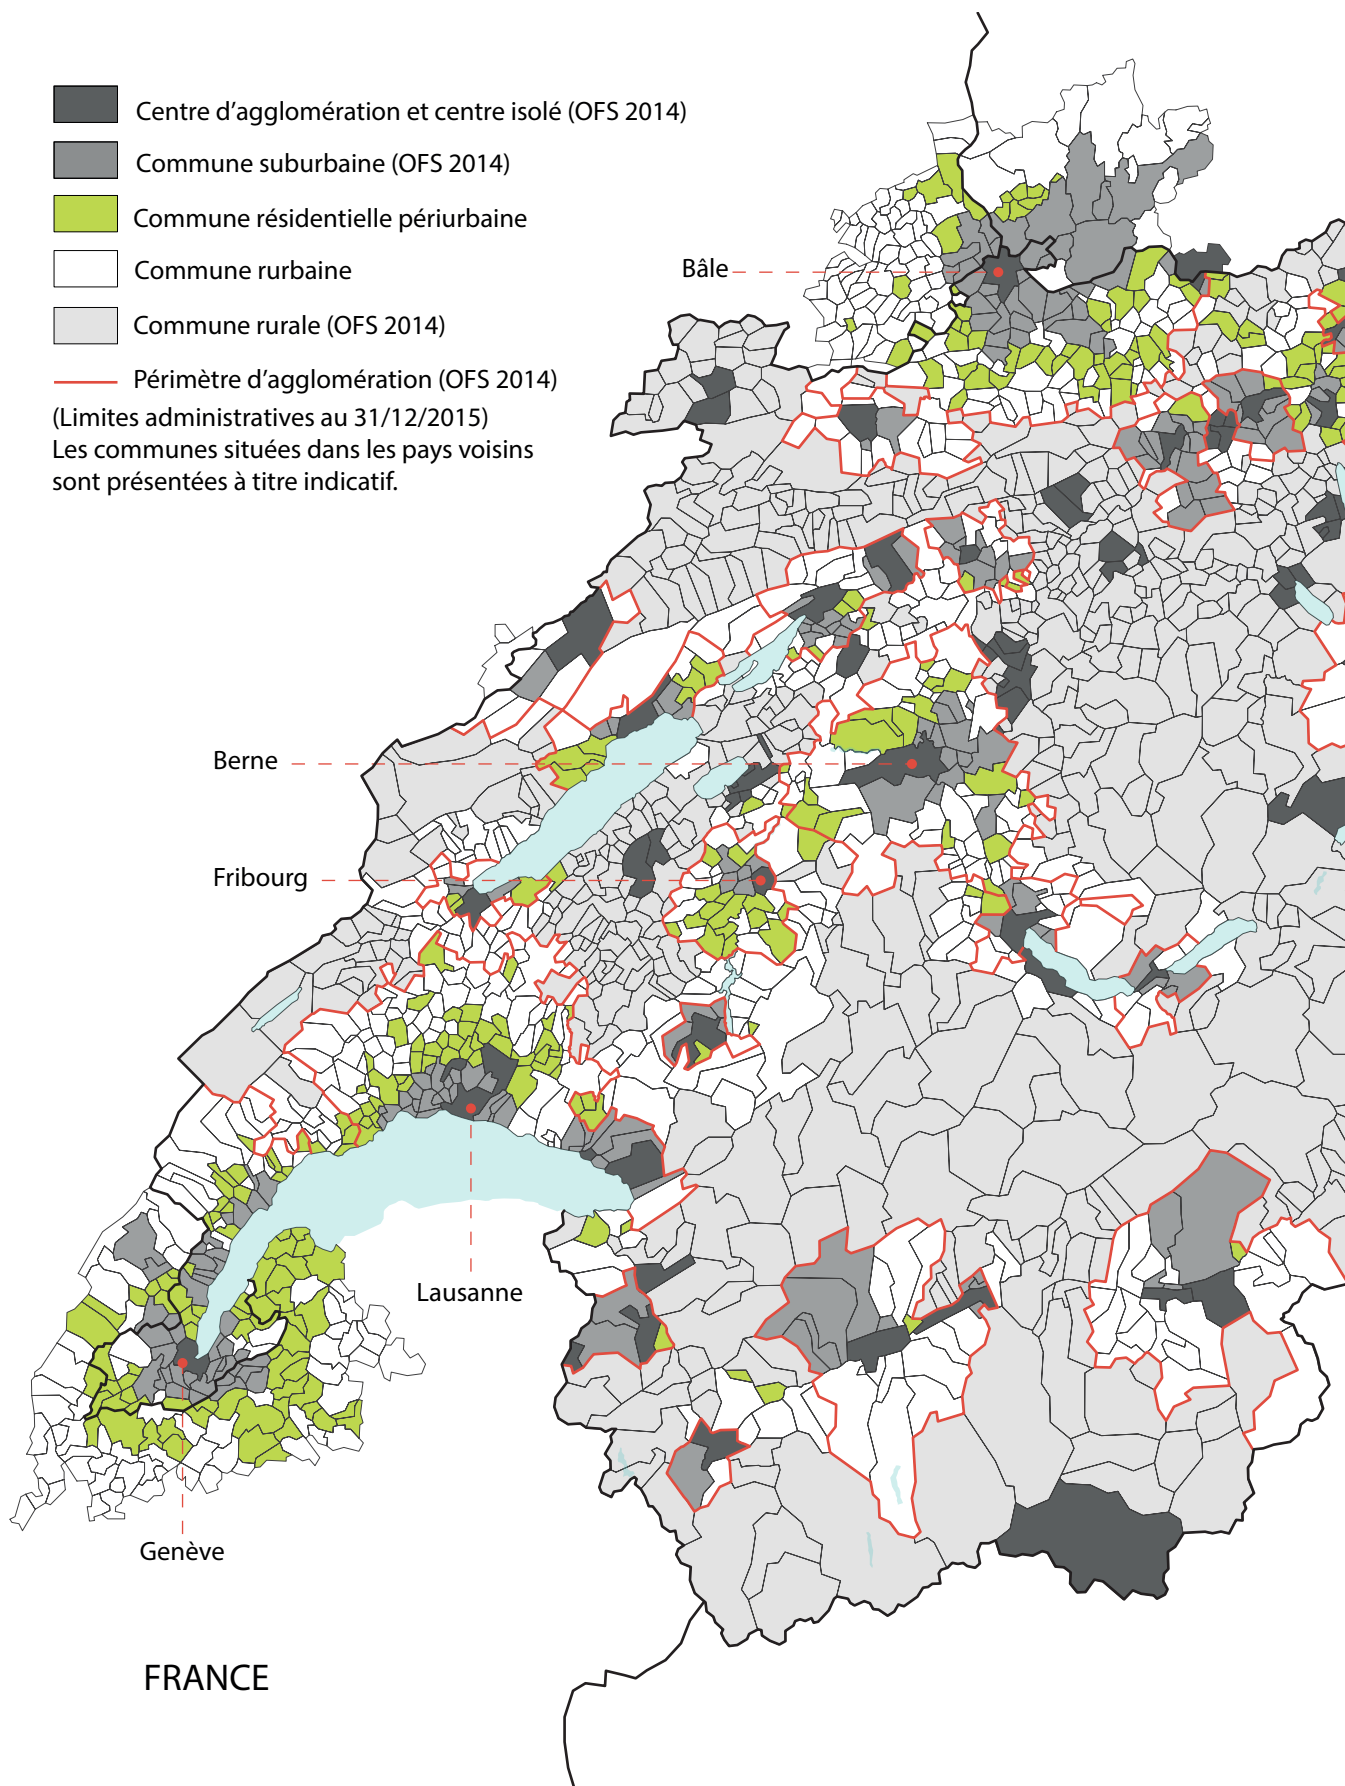 Centre d'agglomération et centre isolé (OFS 2014)
Commune suburbaine (OFS 2014)
Commune résidentielle périurbaine
Commune rurbaine
Commune rurale (OFS 2014)
Périmètre d'agglomération (OFS 2014)
(Limites administratives au 31/12/2015)
Les communes situées dans les pays voisins
sont présentées à titre indicatif.
Bâle
Berne
Fribourg
Lausanne
Genève
FRANCE